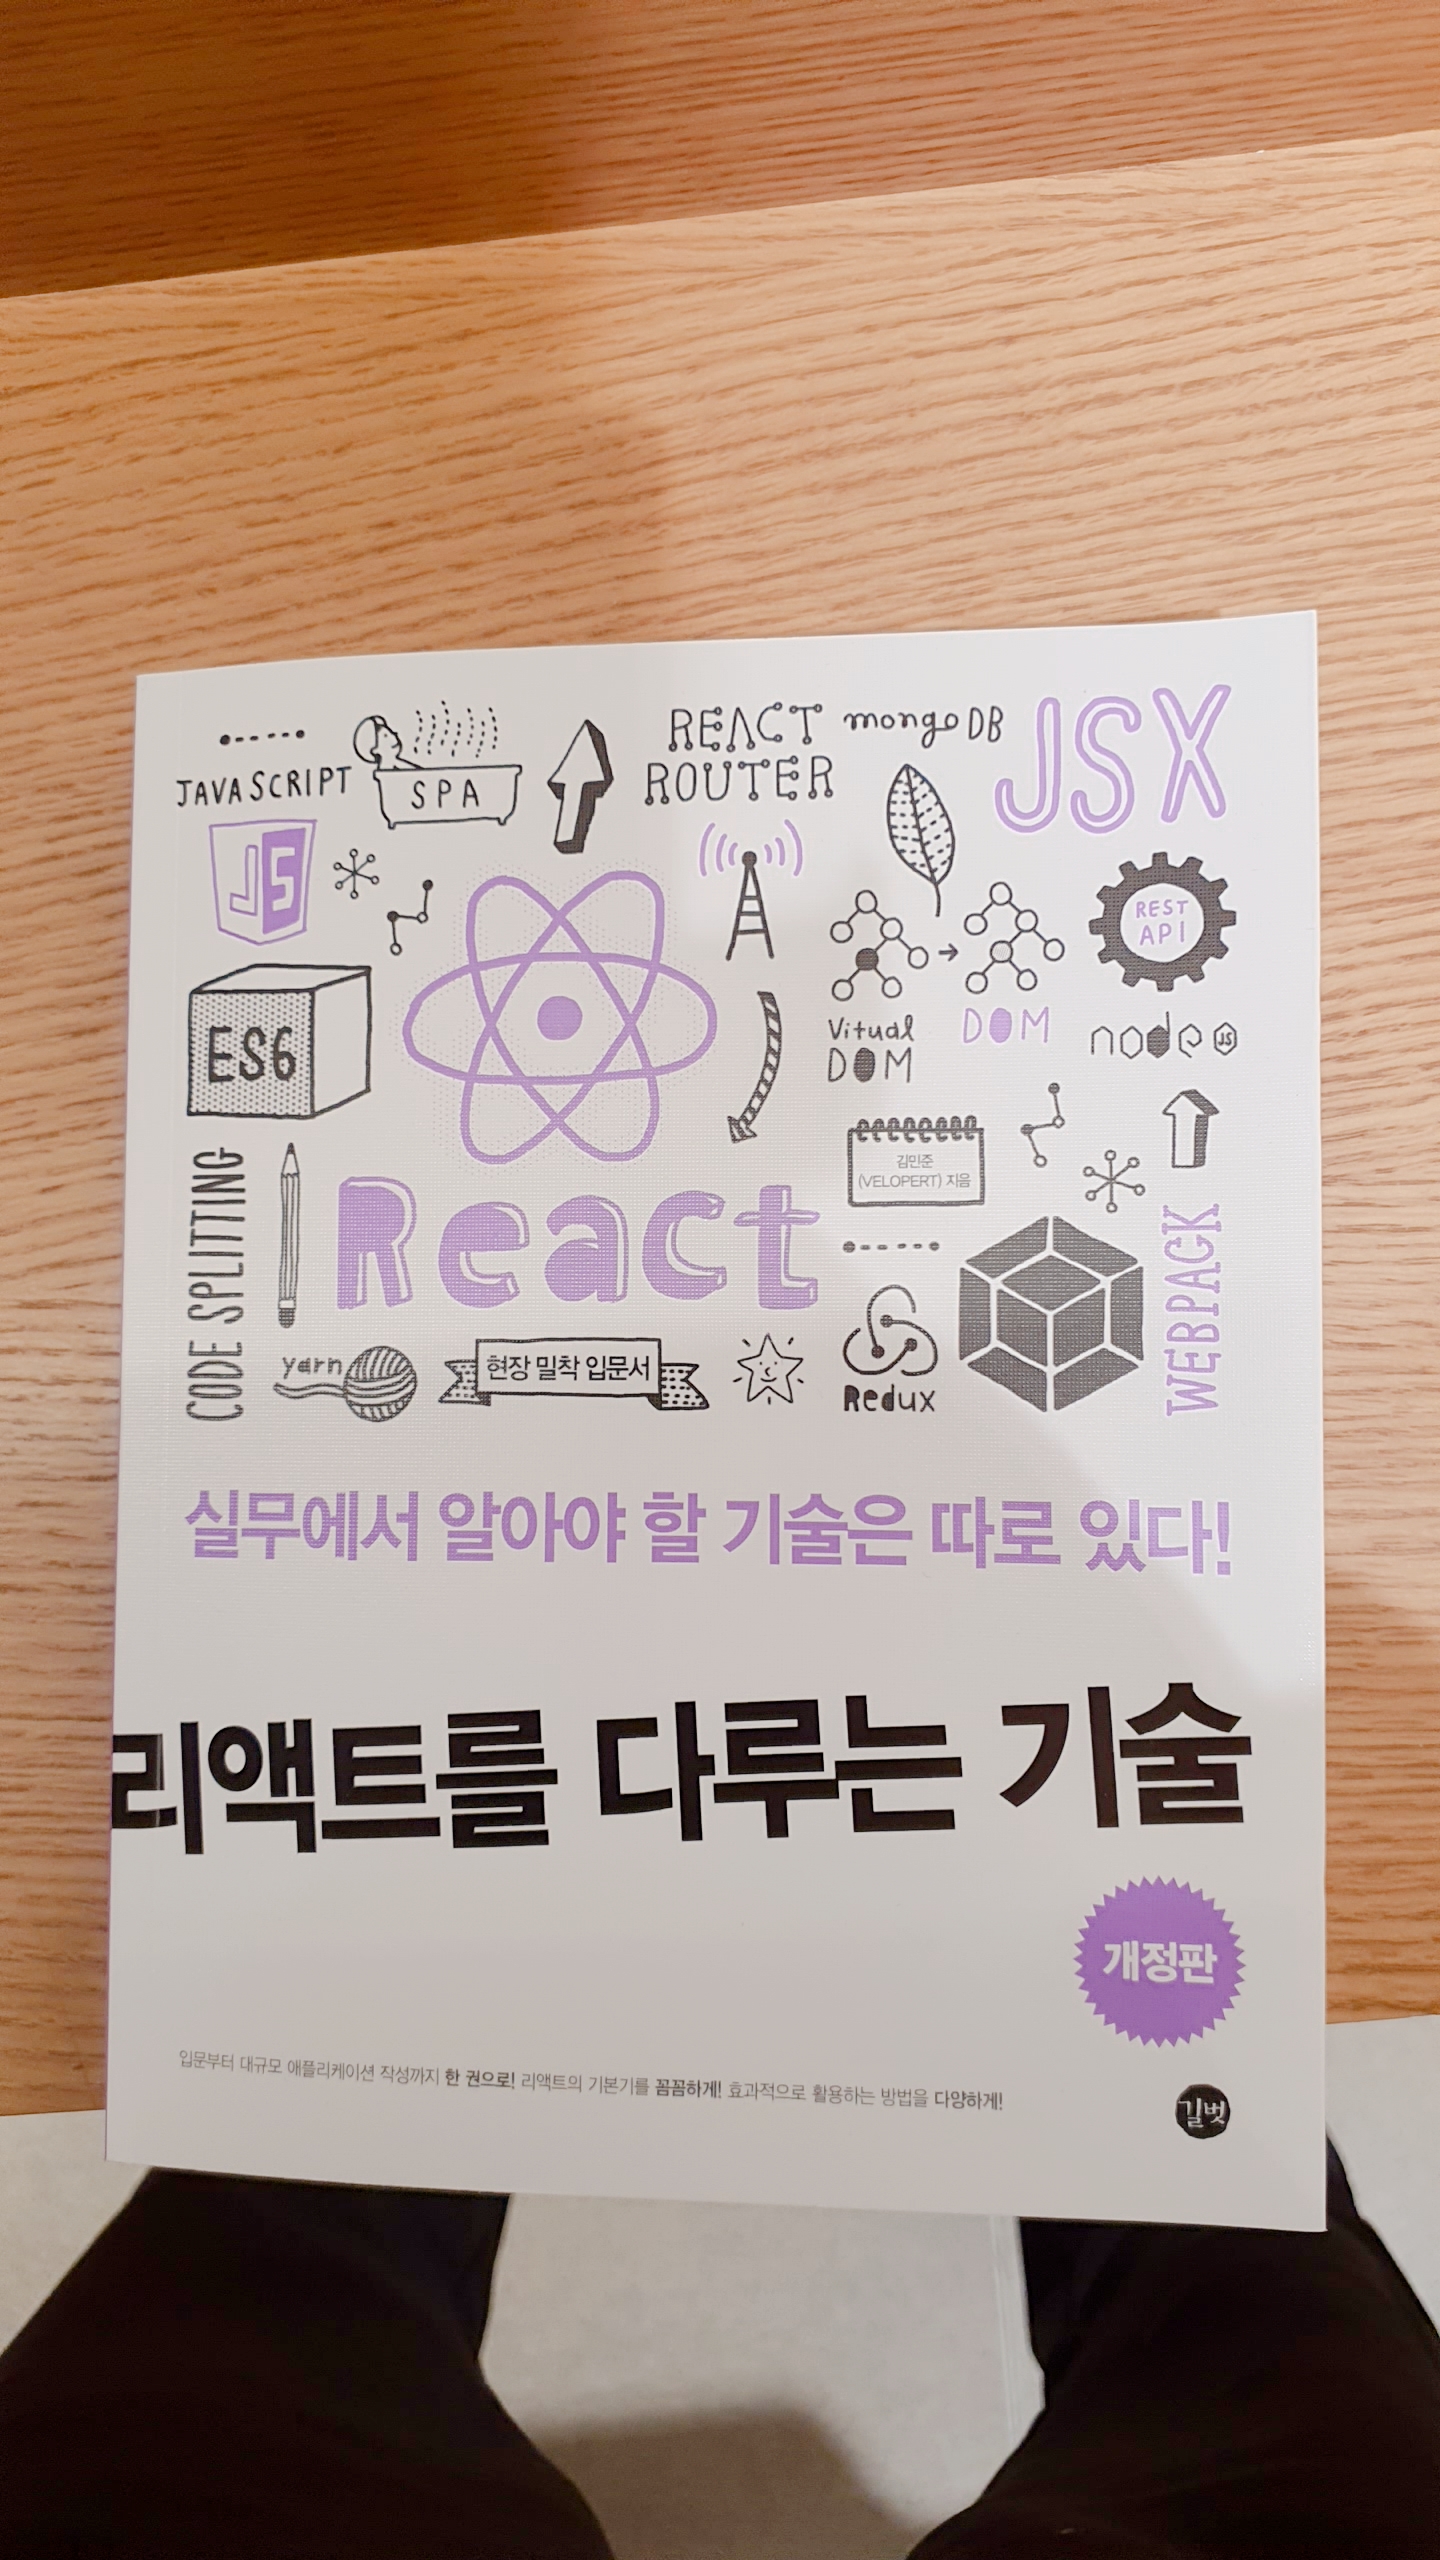 JAVASCRIPT
SPA
REACT
ROUTER
mongoDB
JSX
JS
REST
API
ES6
Vitual
DOM
DOM
node JS
김민준
(VELOPERT) 지음
CODE SPLITTING
React
WEBPACK
yarn
현장 밀착 입문서
Redux
실무에서 알아야 할 기술은 따로 있다!
리액트를 다루는 기술
개정판
입문부터 대규모 애플리케이션 작성까지 한 권으로! 리액트의 기본기를 꼼꼼하게! 효과적으로 활용하는 방법을 다양하게!
길벗